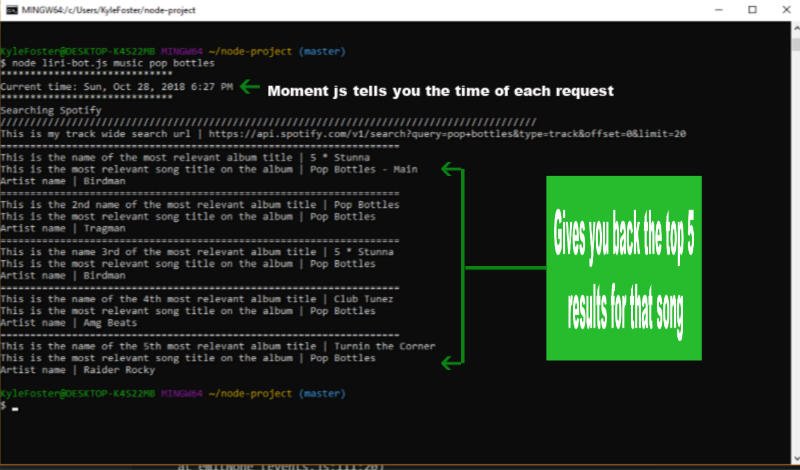 MINGW64:/c/Users/KyleFoster/node-project
KyleFoster@DESKTOP-K4522MB MINGW64 ~/node-project (master)
$ node liri-bot.js music pop bottles
*****************************
Current time: Sun, Oct 28, 2018 6:27 PM
Moment js tells you the time of each request
*****************************
Searching Spotify
//////////////////////////////////////////////////////////////////////////////////////////
This is my track wide search url | https://api.spotify.com/v1/search?query=pop+bottles&type=track&offset=0&limit=20
===================================================================
This is the name of the most relevant album title | 5 * Stunna
This is the most relevant song title on the album | Pop Bottles - Main
Artist name | Birdman
===================================================================
This is the 2nd name of the most relevant album title | Pop Bottles
This is the most relevant song title on the album | Pop Bottles
Artist name | Tragman
===================================================================
This is the name 3rd of the most relevant album title | 5 * Stunna
This is the most relevant song title on the album | Pop Bottles
Artist name | Birdman
===================================================================
This is the name of the 4th most relevant album title | Club Tunez
This is the most relevant song title on the album | Pop Bottles
Artist name | Amg Beats
===================================================================
This is the name of the 5th most relevant album title | Turnin the Corner
This is the most relevant song title on the album | Pop Bottles
Artist name | Raider Rocky
Gives you back the top 5
results for that song
KyleFoster@DESKTOP-K4522MB MINGW64 ~/node-project (master)
$
at emitNone (events.js:111:20)